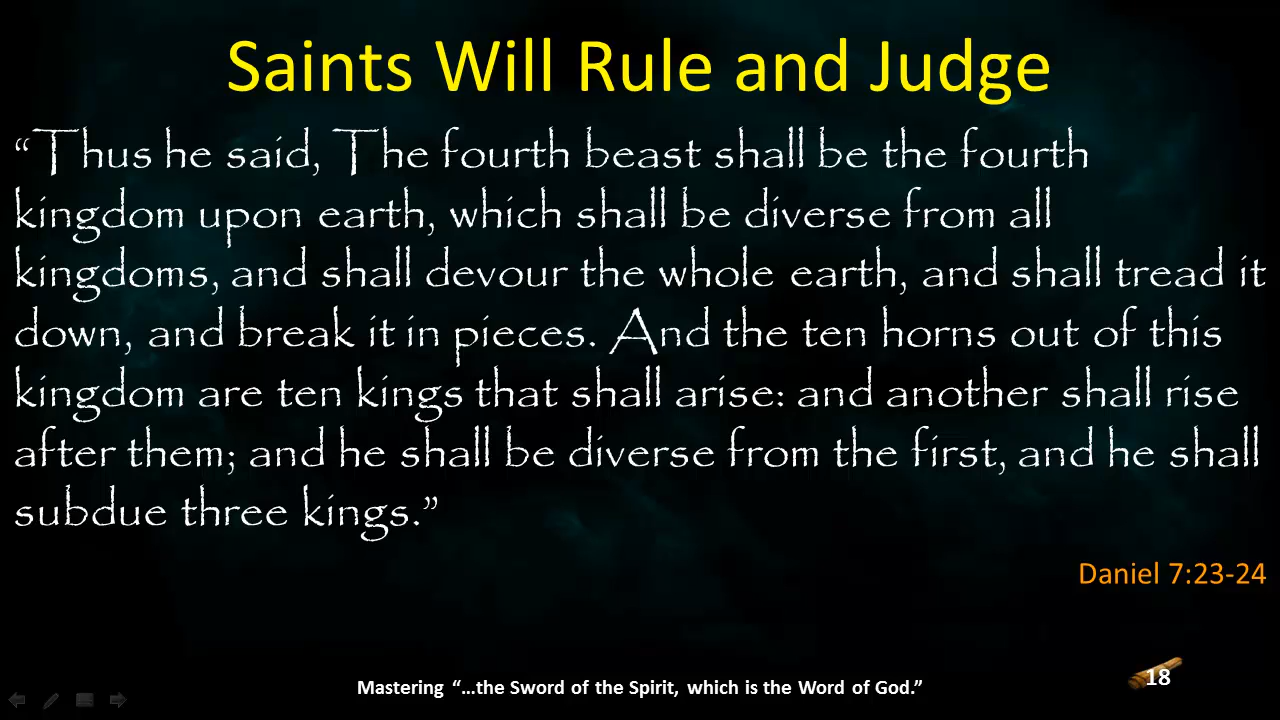 Saints Will Rule and Judge
“Thus he said, The fourth beast shall be the fourth
kingdom upon earth, which shall be diverse from all
kingdoms, and shall devour the whole earth, and shall tread it
down, and break it in pieces. And the ten horns out of this
kingdom are ten kings that shall arise: and another shall rise
after them; and he shall be diverse from the first, and he shall
subdue three kings.”
Daniel 7:23-24
Mastering “...the Sword of the Spirit, which is the Word of God.”
18